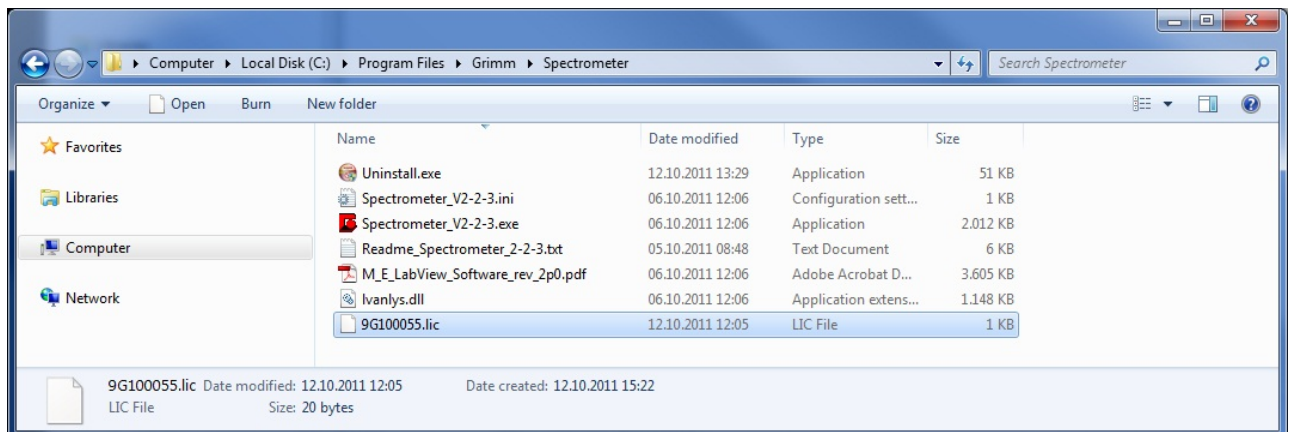 Computer Local Disk (C:) Program Files Grimm Spectrometer Search Spectrometer
Organize Open Burn New folder
Favorites
Libraries
Computer
Network
Name Date modified Type Size
Uninstall.exe 12.10.2011 13:29 Application 51 KB
Spectrometer_V2-2-3.ini 06.10.2011 12:06 Configuration sett... 1 KB
Spectrometer_V2-2-3.exe 06.10.2011 12:06 Application 2.012 KB
Readme_Spectrometer_2-2-3.txt 05.10.2011 08:48 Text Document 6 KB
M_E_LabView_Software_rev_2p0.pdf 06.10.2011 12:06 Adobe Acrobat D... 3.605 KB
lvanlys.dll 06.10.2011 12:06 Application extens... 1.148 KB
9G100055.lic 12.10.2011 12:05 LIC File 1 KB
9G100055.lic Date modified: 12.10.2011 12:05 Date created: 12.10.2011 15:22
LIC File Size: 20 bytes